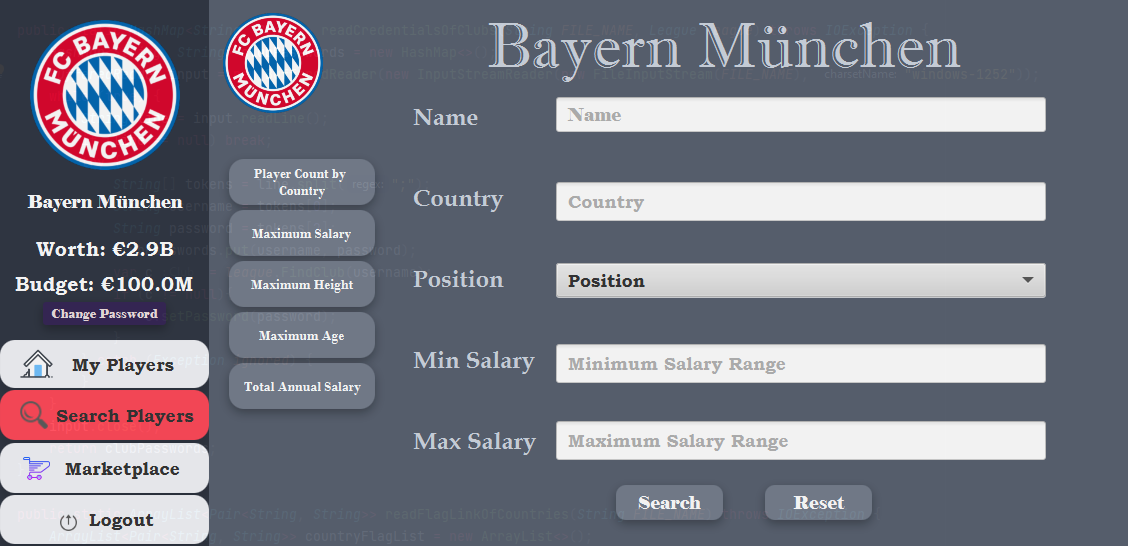 FC BAYERN
MÜNCHEN
Bayern München
Worth: €2.9B
Budget: €100.0M
Change Password
My Players
Search Players
Marketplace
Logout
FC BAYERN
MÜNCHEN
Player Count by
Country
Maximum Salary
Maximum Height
Maximum Age
Total Annual Salary
Bayern München
Name
Name
Country
Country
Position
Position
Min Salary
Minimum Salary Range
Max Salary
Maximum Salary Range
Search
Reset